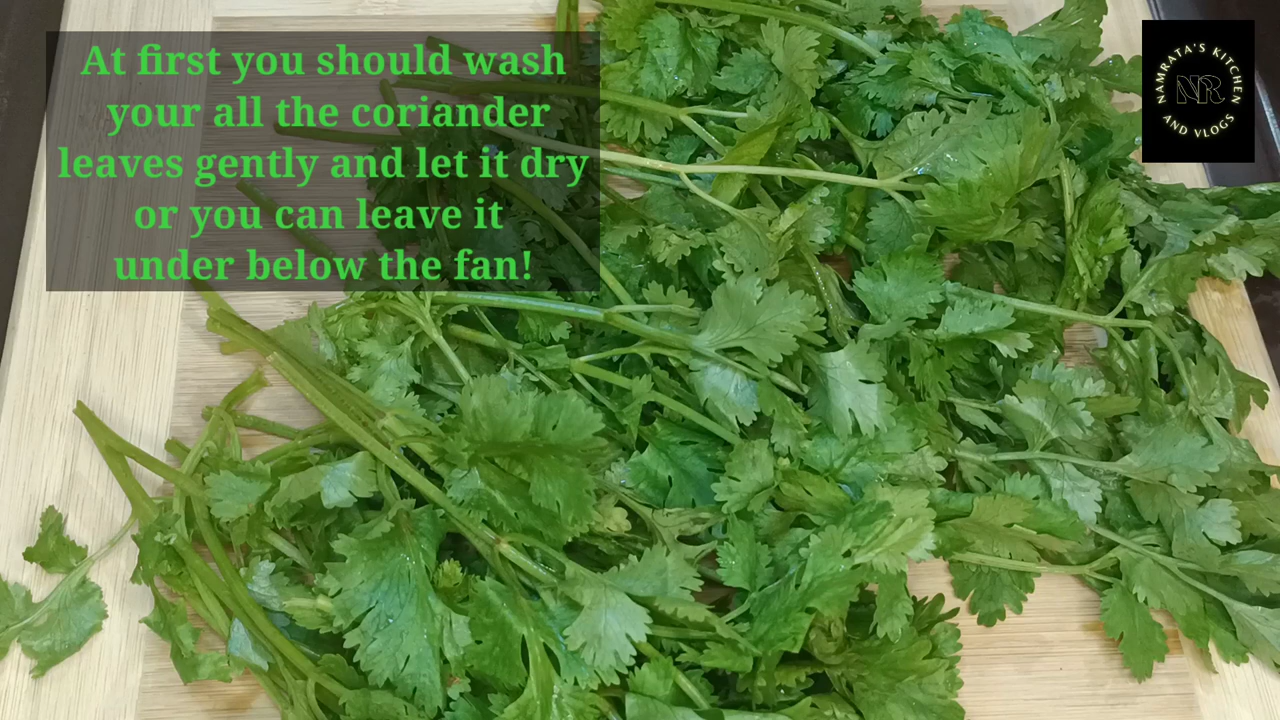 At first you should wash
your all the coriander
leaves gently and let it dry
or you can leave it
under below the fan!
NAMRATA'S KITCHEN
NR
AND VLOGS